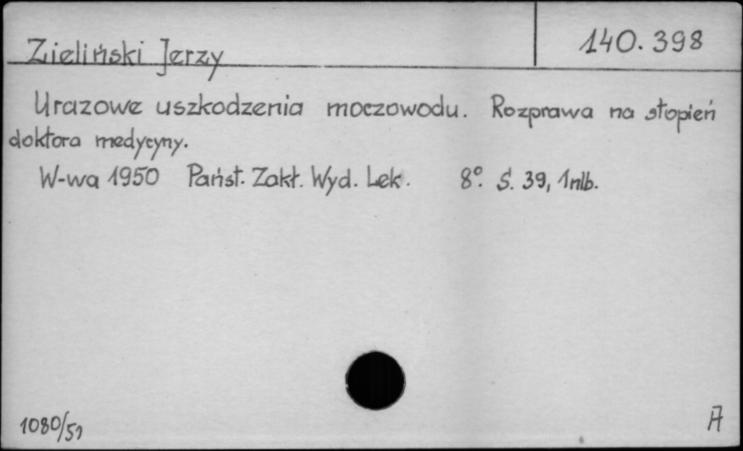 Zieliński Jerzy
140.398
Urazowe uszkodzenia moczowodu. Rozprawa na stopień
doktora medycyny.
W-wa 1950 Państ. Zakł. Wyd. Lek. 8°. S. 39, 1nlb.
1080/51
A